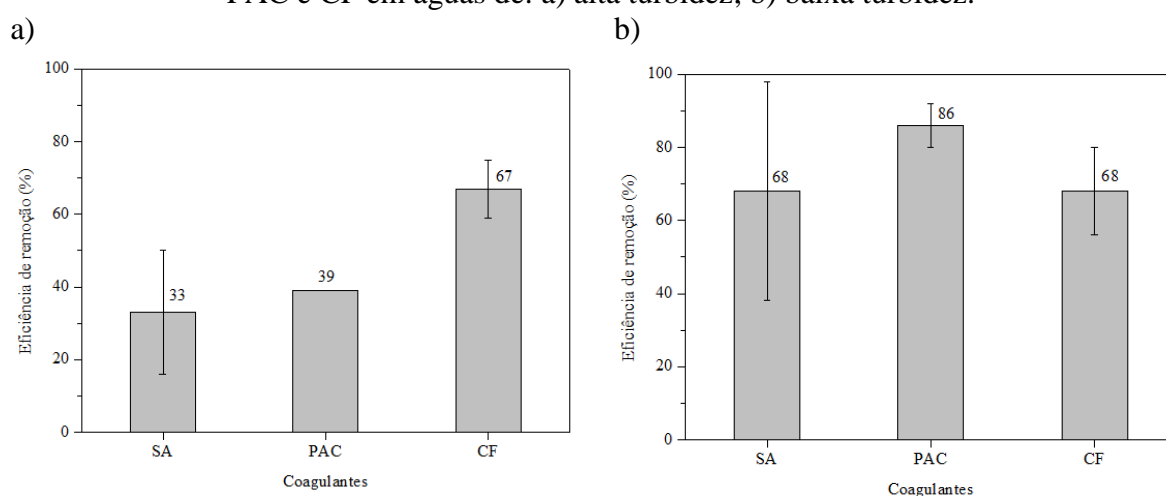 PAC e CF em águas de: a) alta turbidez; b) baixa turbidez.
a)
b)
100
80
60
40
20
0
Eficiência de remoção (%)
33
39
67
SA PAC CF
Coagulantes
100
80
60
40
20
0
Eficiência de remoção (%)
68
86
68
SA PAC CF
Coagulantes